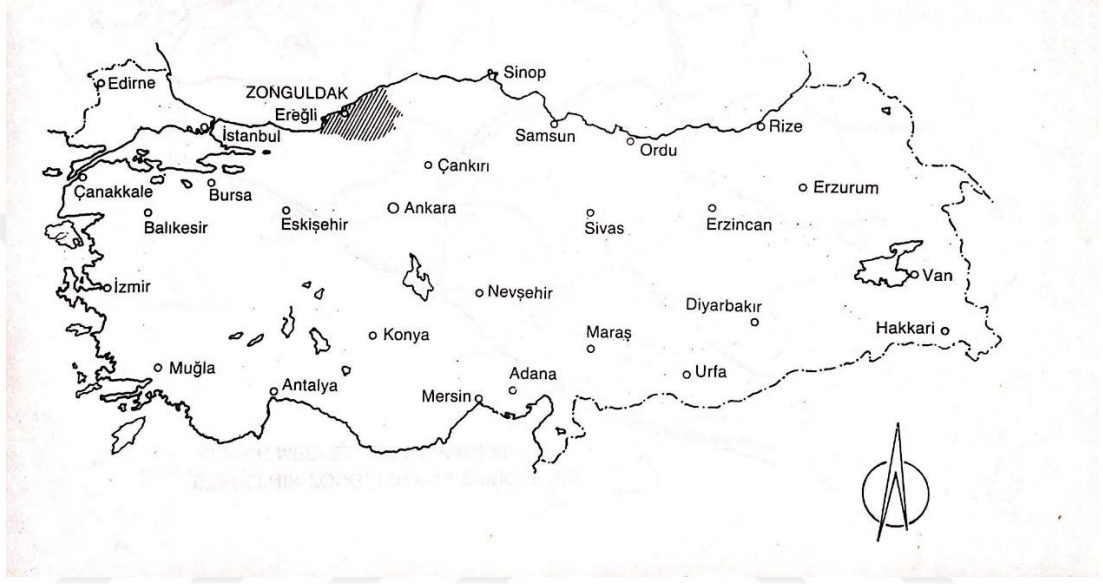 Sinop
Edirne
ZONGULDAK
Ereğli
İstanbul
Samsun
Rize
Ordu
Çankırı
Çanakkale
Bursa
Erzurum
Ankara
Balıkesir
Eskişehir
Sivas
Erzincan
Van
İzmir
Nevşehir
Diyarbakır
Konya
Maraş
Hakkari
Muğla
Adana
Urfa
Antalya
Mersin